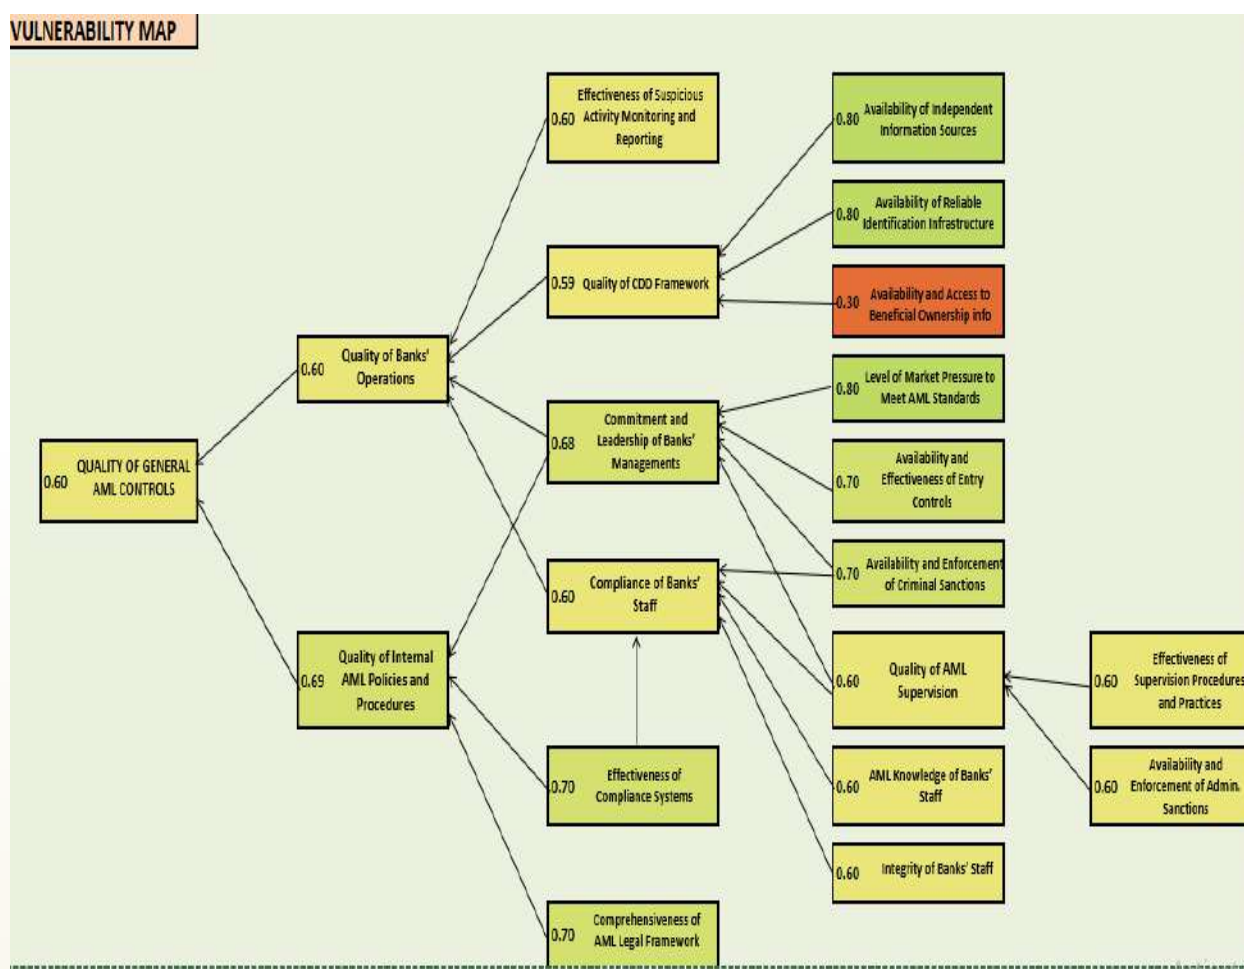 VULNERABILITY MAP
Effectiveness of Suspicious
0.60 Activity Monitoring and
Reporting
0.80 Availability of Independent
Information Sources
0.80 Availability of Reliable
Identification Infrastructure
0.59 Quality of CDD Framework
0.30 Availability and Access to
Beneficial Ownership info
0.60 Quality of Banks'
Operations
0.80 Level of Market Pressure to
Meet AML Standards
Commitment and
0.68 Leadership of Banks'
Managements
Availability and
0.70 Effectiveness of Entry
Controls
0.60 QUALITY OF GENERAL
AML CONTROLS
0.70 Availability and Enforcement
of Criminal Sanctions
0.60 Compliance of Banks'
Staff
Quality of Internal
0.69 AML Policies and
Procedures
0.60 Quality of AML
Supervision
Effectiveness of
0.60 Supervision Procedures
and Practices
0.70 Effectiveness of
Compliance Systems
0.60 AML Knowledge of Banks'
Staff
Availability and
0.60 Enforcement of Admin.
Sanctions
0.60 Integrity of Banks' Staff
0.70 Comprehensiveness of
AML Legal Framework